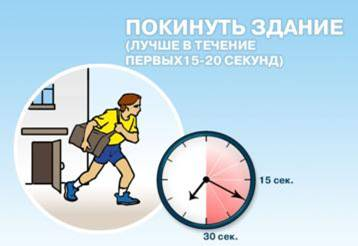 ПОКИНУТЬ ЗДАНИЕ
(ЛУЧШЕ В ТЕЧЕНИЕ
ПЕРВЫХ15-20 СЕКУНД)
15 сек.
30 сек.